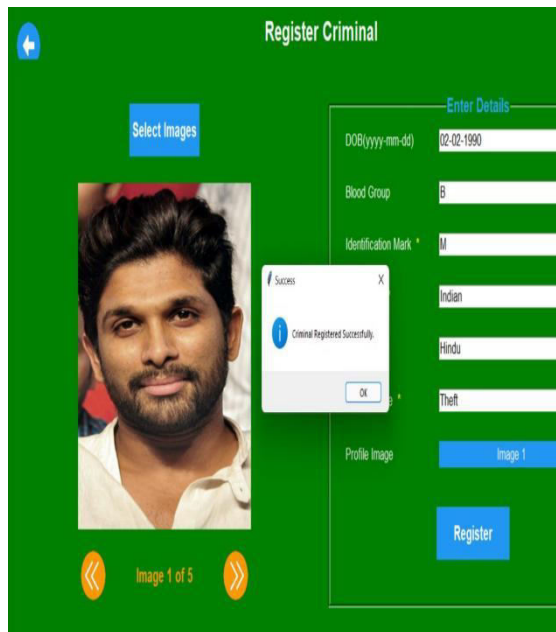 Register Criminal
Select Images
Enter Details
DOB(yyyy-mm-dd) 02-02-1990
Blood Group B
Identification Mark * M
Success X
Indian
i Criminal Registered Successfully.
Hindu
OK
* Theft
Profile Image Image 1
Register
Image 1 of 5